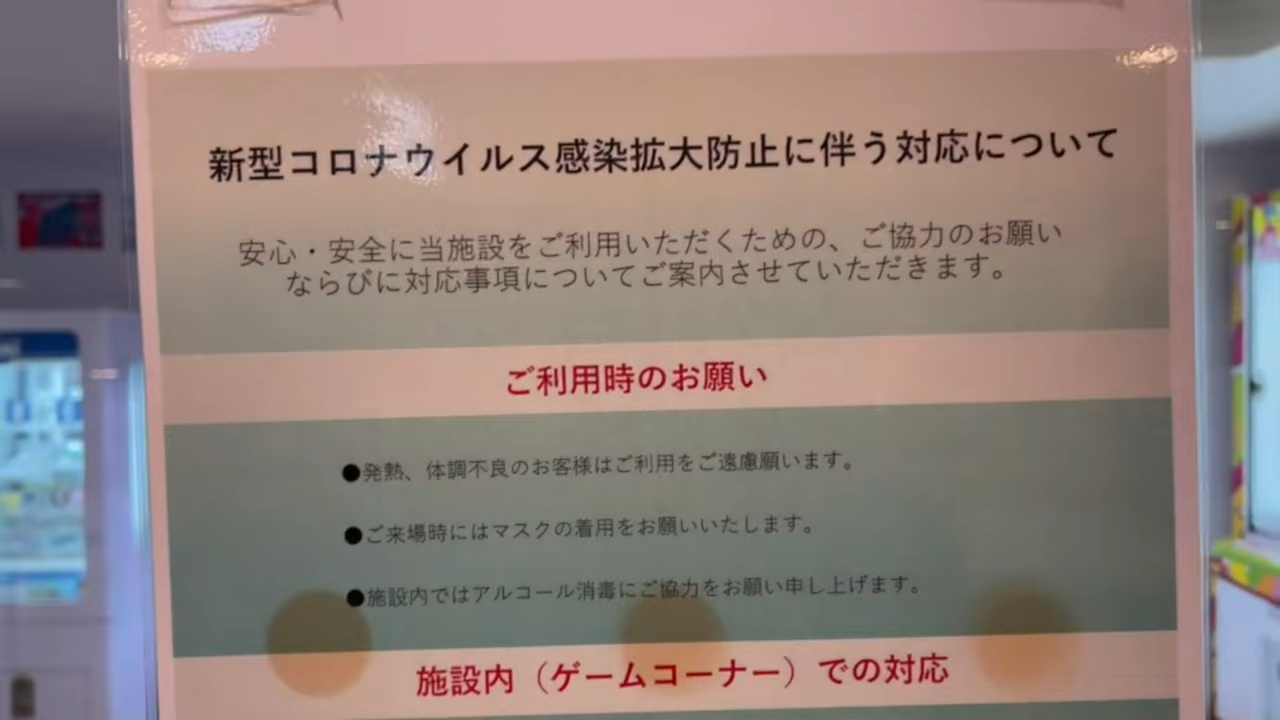 新型コロナウイルス感染拡大防止に伴う対応について
安心・安全に当施設をご利用いただくための、ご協力のお願い
ならびに対応事項についてご案内させていただきます。
ご利用時のお願い
●発熱、体調不良のお客様はご利用をご遠慮願います。
●ご来場時にはマスクの着用をお願いいたします。
●施設内ではアルコール消毒にご協力をお願い申し上げます。
施設内（ゲームコーナー）での対応